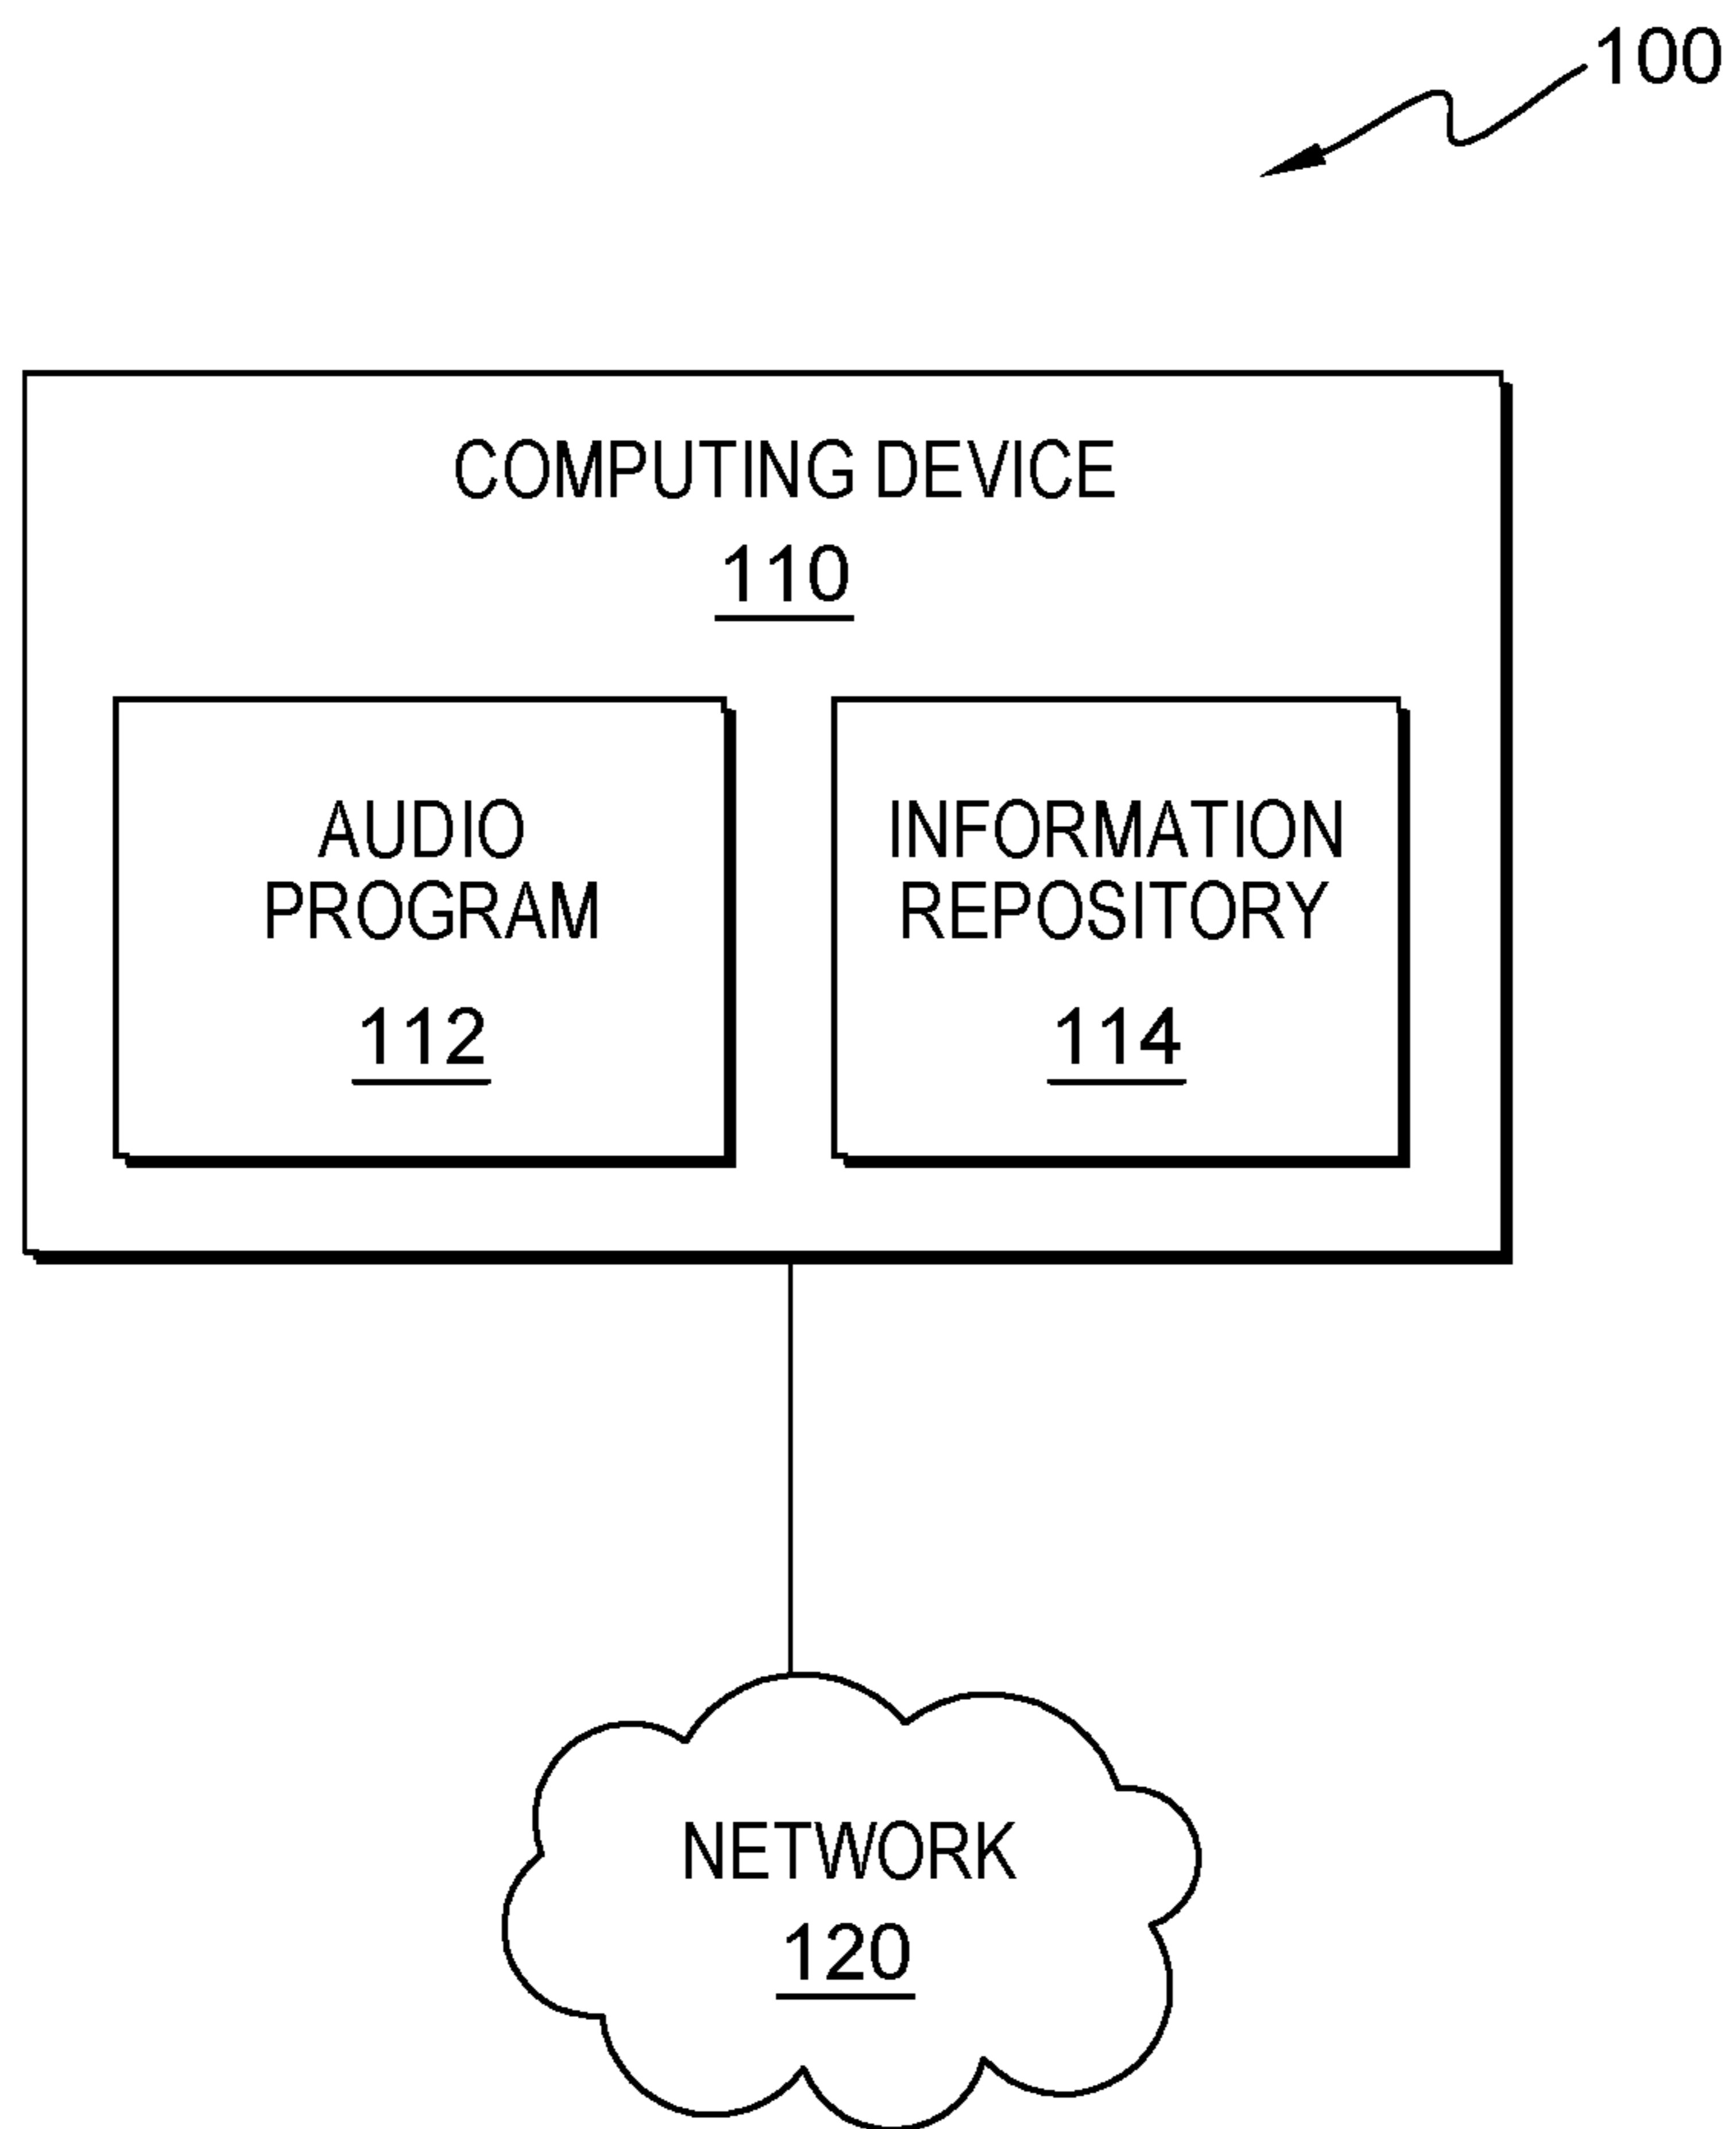 100
COMPUTING DEVICE
110
AUDIO
PROGRAM
112
INFORMATION
REPOSITORY
114
NETWORK
120